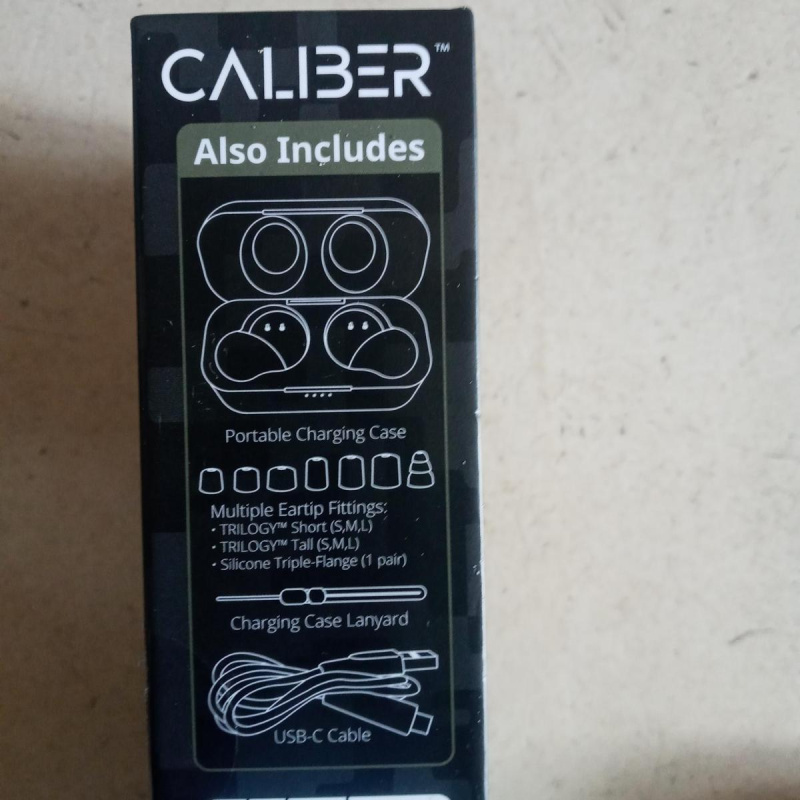 CALIBER™
Also Includes
Portable Charging Case
Multiple Eartip Fittings:
· TRILOGY™ Short (S,M,L)
· TRILOGY™ Tall (S,M,L)
· Silicone Triple-Flange (1 pair)
Charging Case Lanyard
USB-C Cable